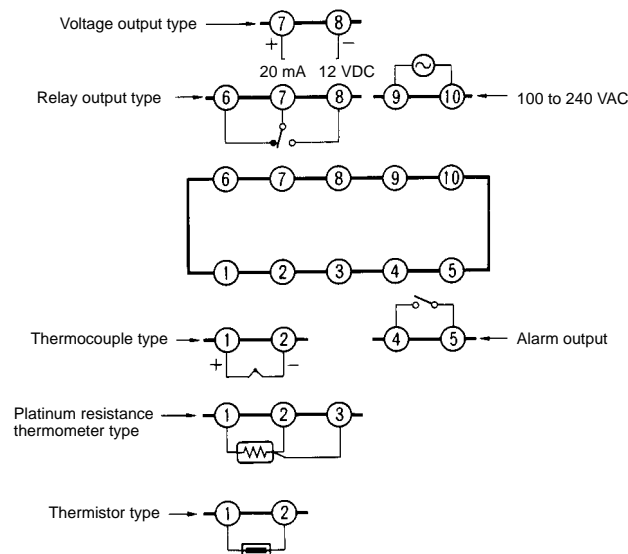 Voltage output type 7 8
+ −
20 mA 12 VDC
Relay output type 6 7 8 9 10 100 to 240 VAC
6 7 8 9 10
1 2 3 4 5
Thermocouple type 1 2 4 5 Alarm output
+ −
Platinum resistance
thermometer type
1 2 3
Thermistor type 1 2